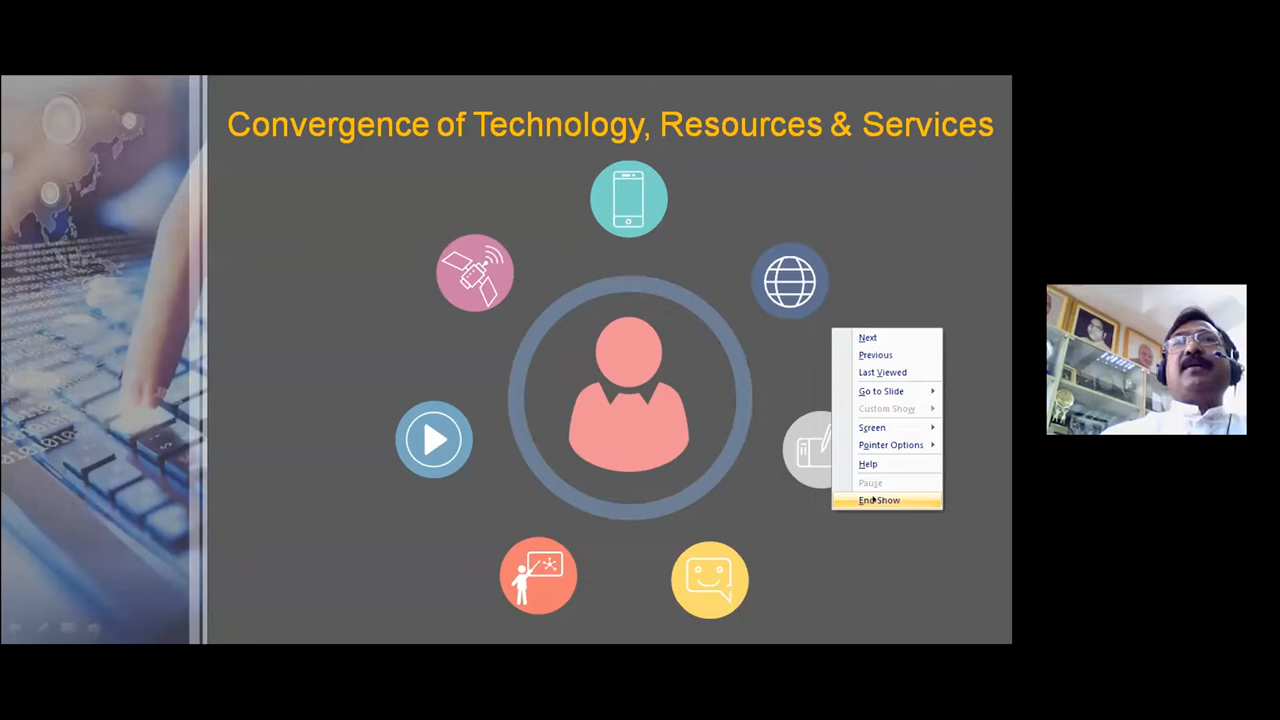 Convergence of Technology, Resources & Services
Next
Previous
Last Viewed
Go to Slide
Custom Show
Screen
Pointer Options
Help
Pause
End Show